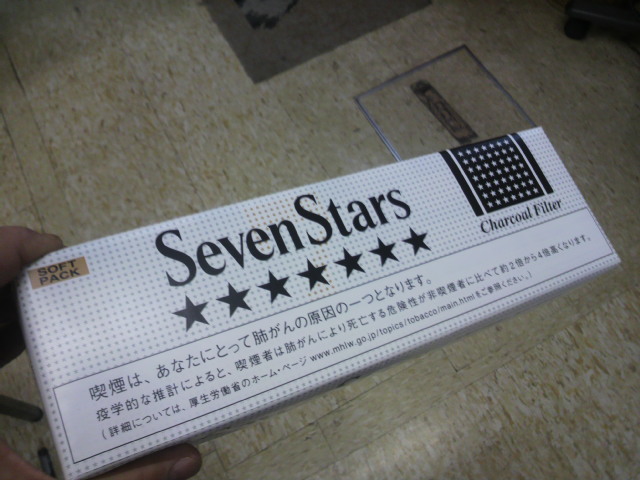 SOFT
PACK
SevenStars
Charcoal Filter
喫煙は、あなたにとって肺がんの原因の一つとなります。
疫学的な推計によると、喫煙者は肺がんにより死亡する危険性が非喫煙者に比べて約2倍から4倍高くなります。
(詳細については、厚生労働省のホーム・ページ www.mhlw.go.jp/topics/tobacco/main.htmlをご参照ください。)